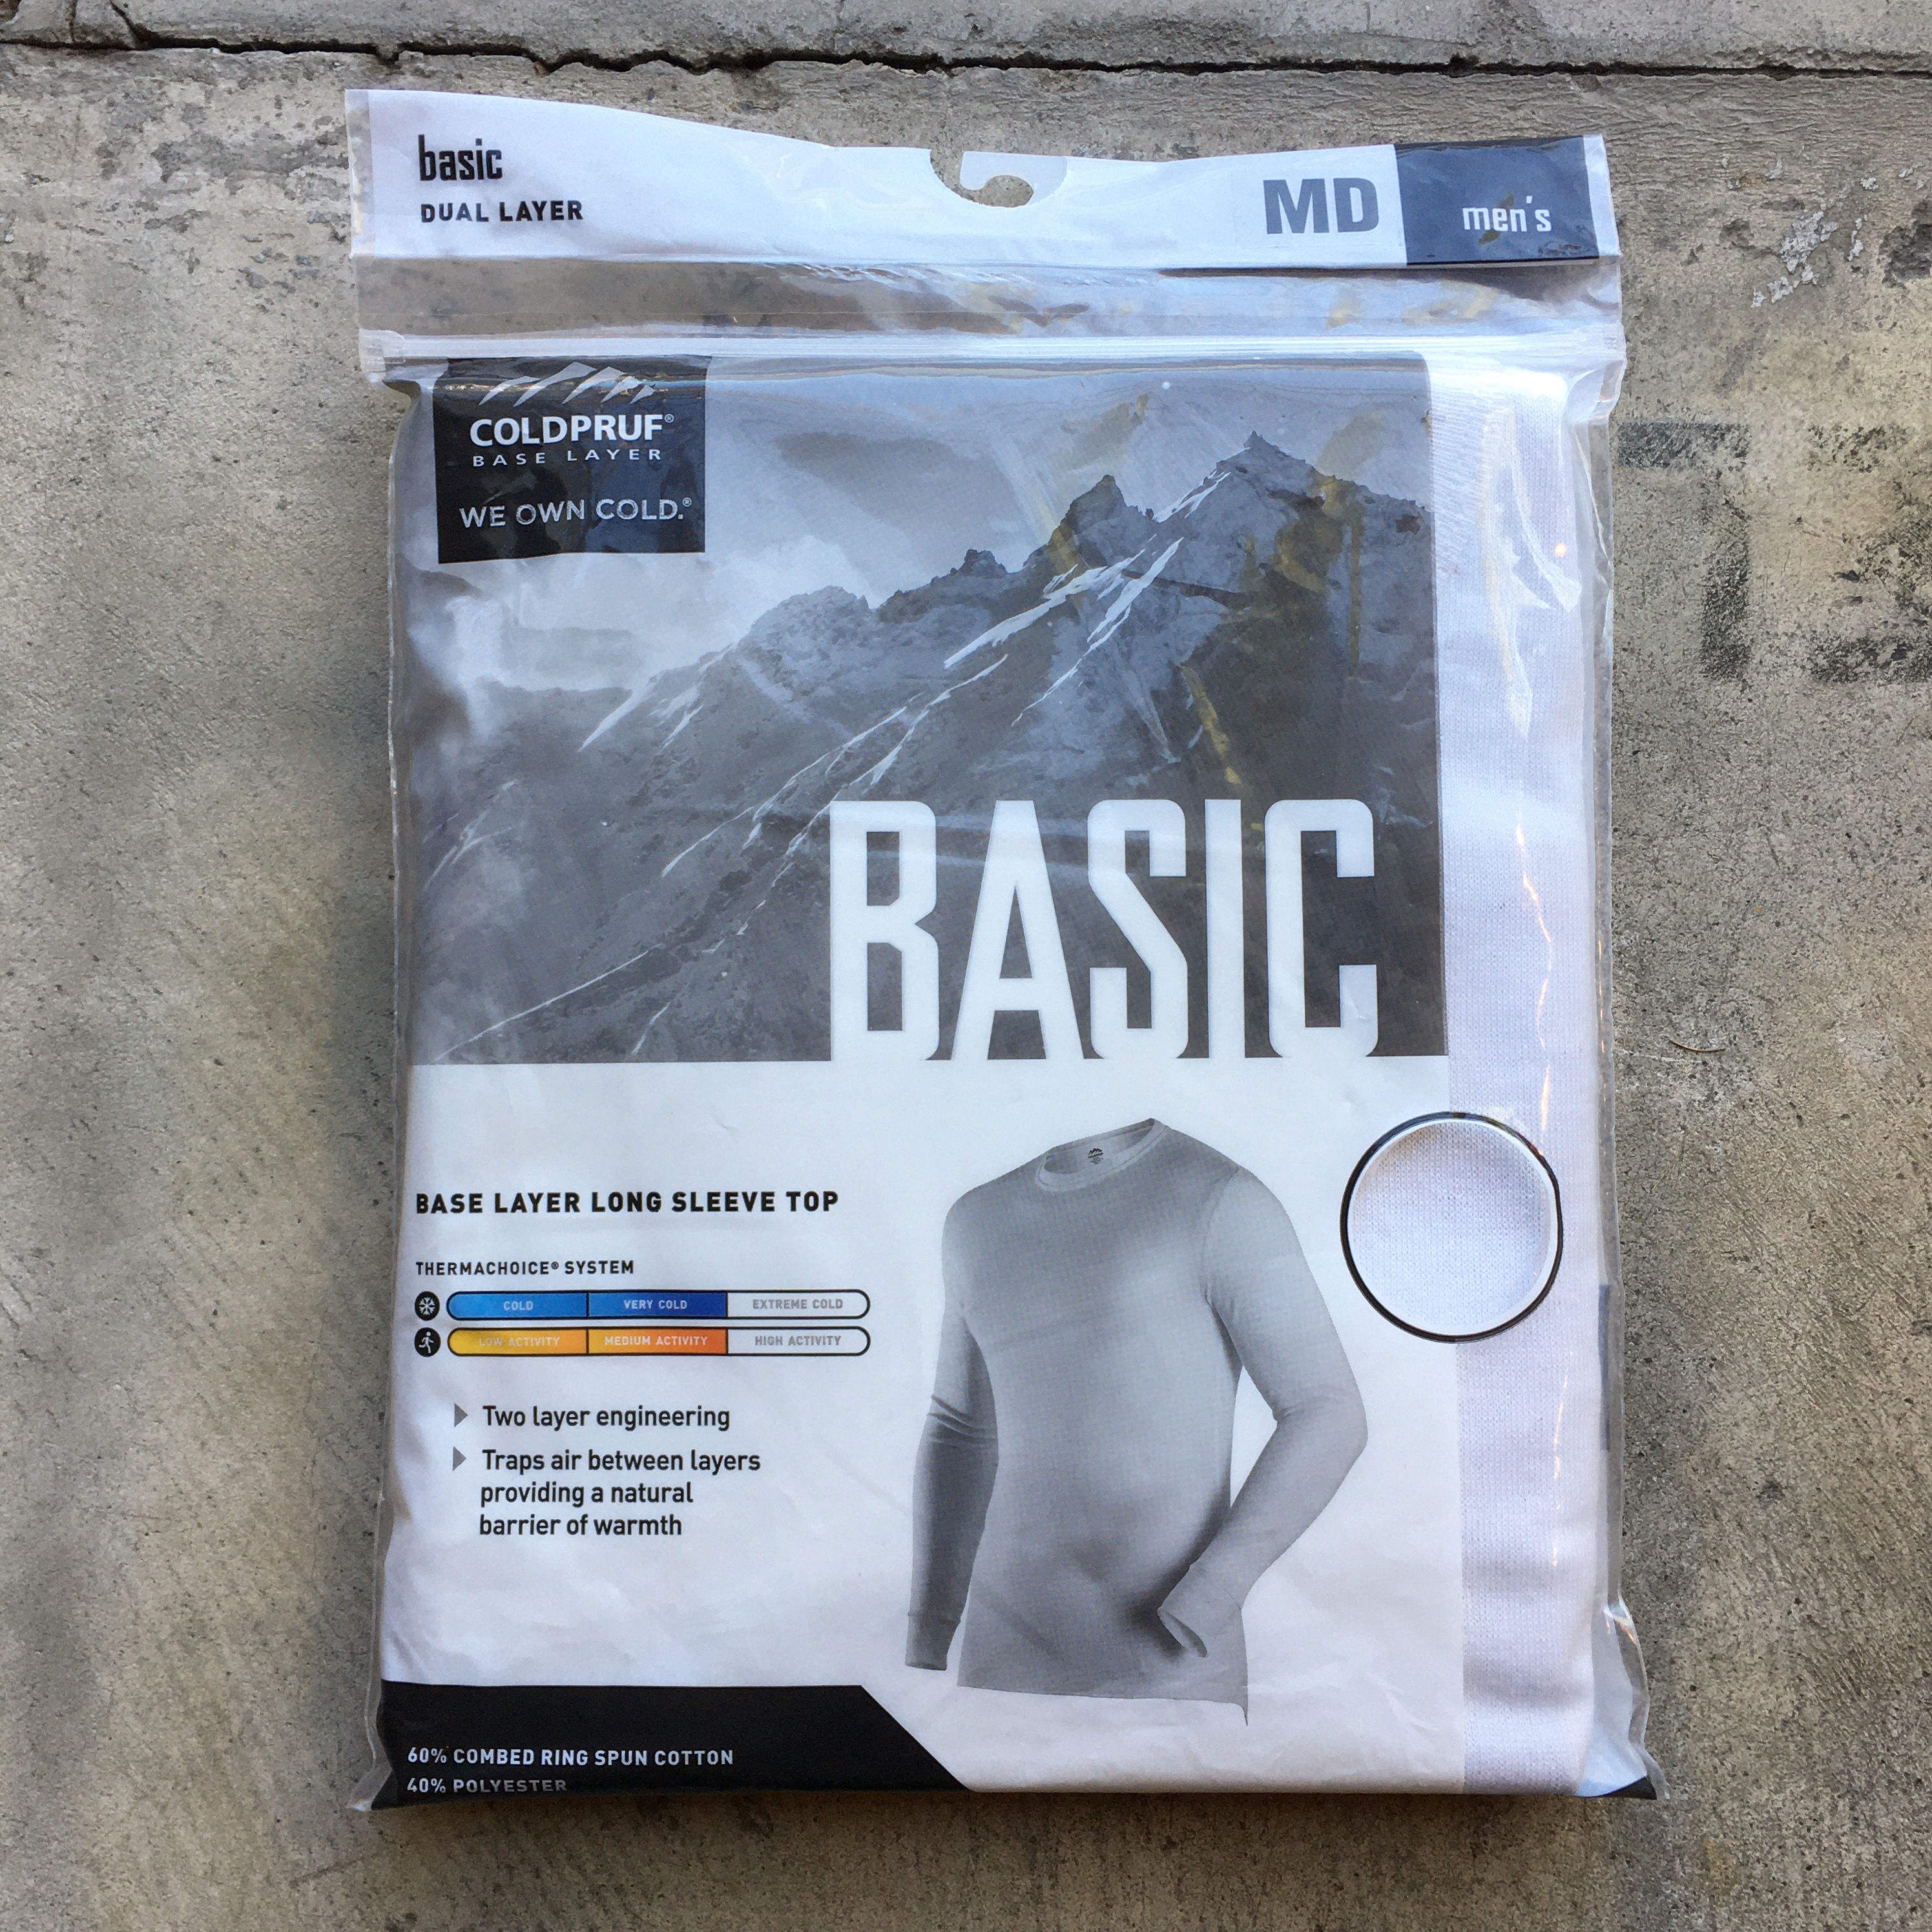 basic
DUAL LAYER
MD
men's
COLDPRUF®
BASE LAYER
WE OWN COLD.®
BASIC
BASE LAYER LONG SLEEVE TOP
THERMACHOICE® SYSTEM
COLD VERY COLD EXTREME COLD
LOW ACTIVITY MEDIUM ACTIVITY HIGH ACTIVITY
Two layer engineering
Traps air between layers
providing a natural
barrier of warmth
60% COMBED RING SPUN COTTON
40% POLYESTER